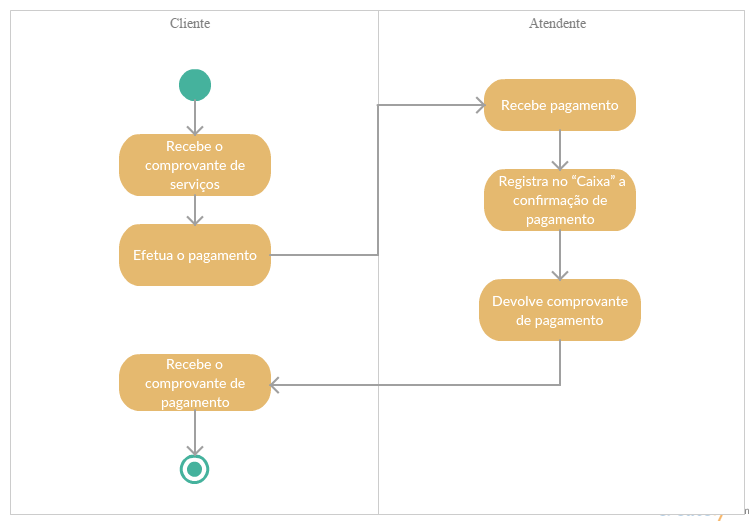 Cliente
Atendente
Recebe o
comprovante de
serviços
Efetua o pagamento
Recebe pagamento
Registra no “Caixa” a
confirmação de
pagamento
Devolve comprovante
de pagamento
Recebe o
comprovante de
pagamento